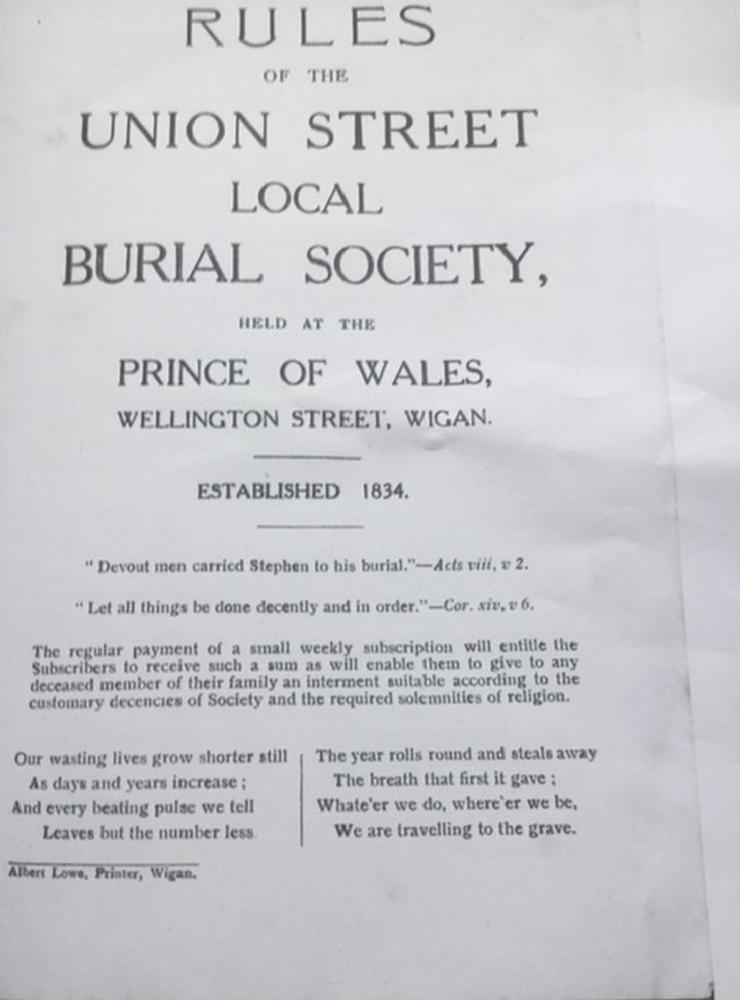 RULES
OF THE
UNION STREET
LOCAL
BURIAL SOCIETY,
HELD AT THE
PRINCE OF WALES,
WELLINGTON STREET, WIGAN.
ESTABLISHED 1834.
"Devout men carried Stephen to his burial."—Acts viii, v 2.
"Let all things be done decently and in order."—Cor. xiv, v 6.
The regular payment of a small weekly subscription will entitle the
Subscribers to receive such a sum as will enable them to give to any
deceased member of their family an interment suitable according to the
customary decencies of Society and the required solemnities of religion.
Our wasting lives grow shorter still
As days and years increase;
And every beating pulse we tell
Leaves but the number less.
The year rolls round and steals away
The breath that first it gave;
Whate'er we do, where'er we be,
We are travelling to the grave.
Albert Lowe, Printer, Wigan.